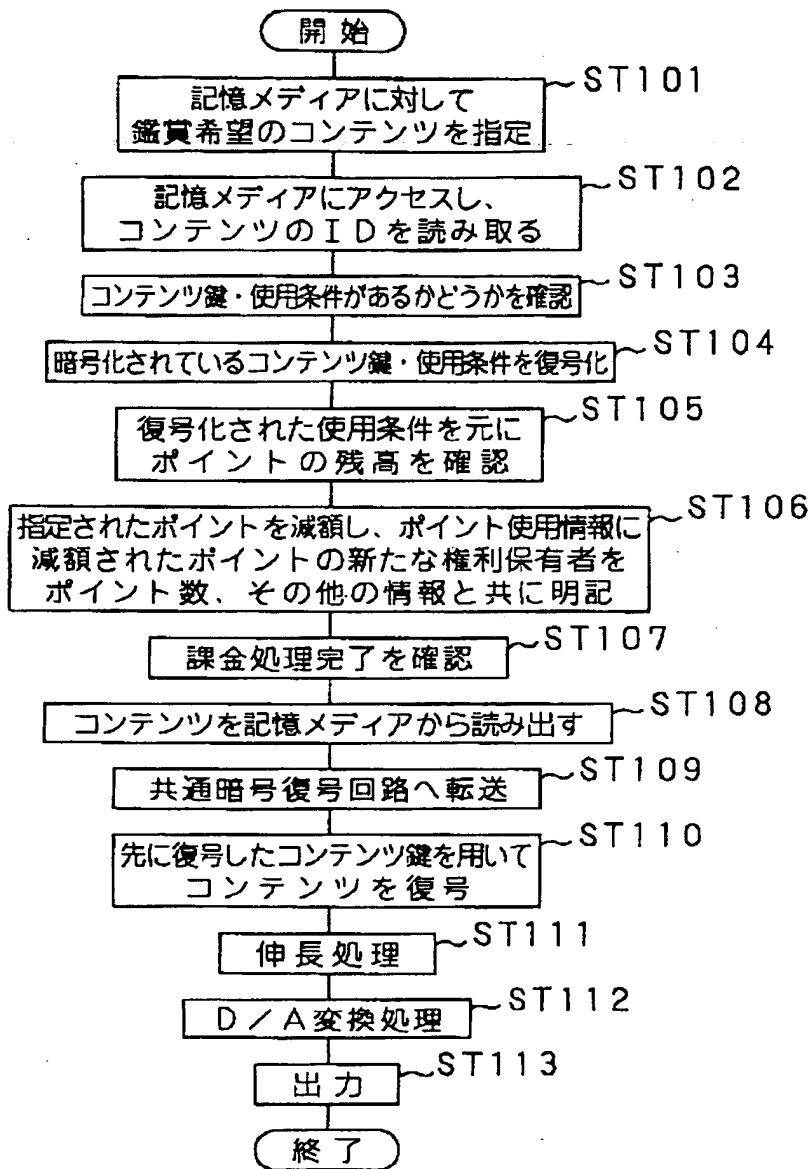 開始
ST101
記憶メディアに対して
鑑賞希望のコンテンツを指定
ST102
記憶メディアにアクセスし、
コンテンツのIDを読み取る
ST103
コンテンツ鍵・使用条件があるかどうかを確認
ST104
暗号化されているコンテンツ鍵・使用条件を復号化
ST105
復号化された使用条件を元に
ポイントの残高を確認
ST106
指定されたポイントを減額し、ポイント使用情報に
減額されたポイントの新たな権利保有者を
ポイント数、その他の情報と共に明記
ST107
課金処理完了を確認
ST108
コンテンツを記憶メディアから読み出す
ST109
共通暗号復号回路へ転送
ST110
先に復号したコンテンツ鍵を用いて
コンテンツを復号
ST111
伸長処理
ST112
D/A変換処理
ST113
出力
終了